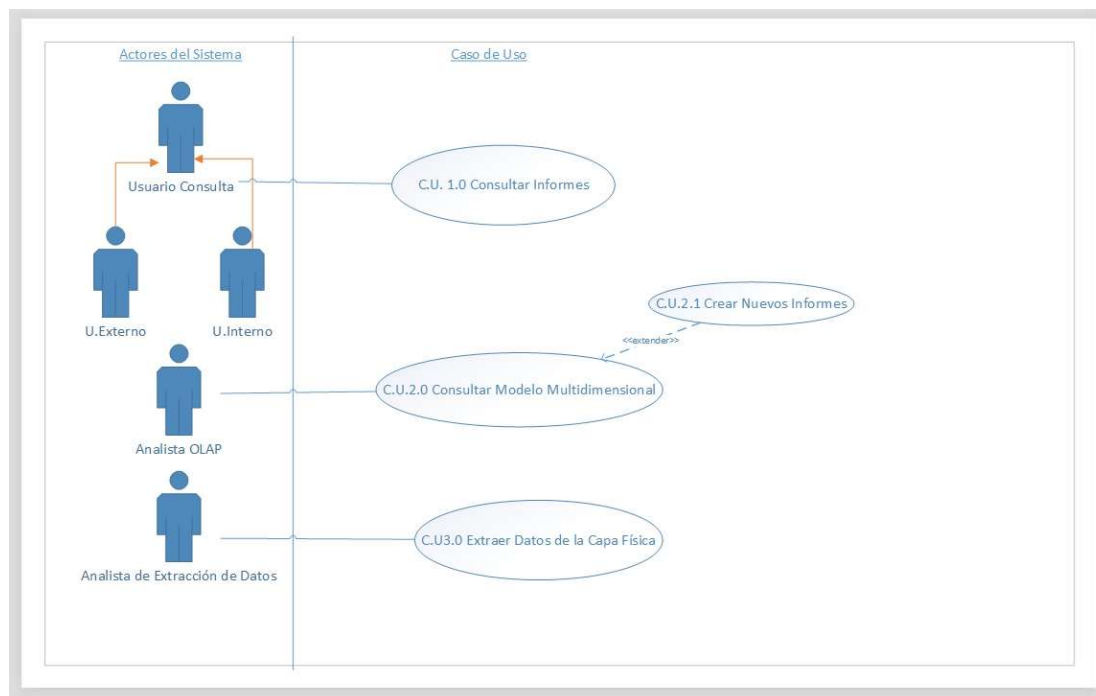 Actores del Sistema
Caso de Uso
Usuario Consulta
C.U. 1.0 Consultar Informes
U.Externo
U.Interno
C.U.2.1 Crear Nuevos Informes
<<extender>>
C.U.2.0 Consultar Modelo Multidimensional
Analista OLAP
C.U3.0 Extraer Datos de la Capa Física
Analista de Extracción de Datos